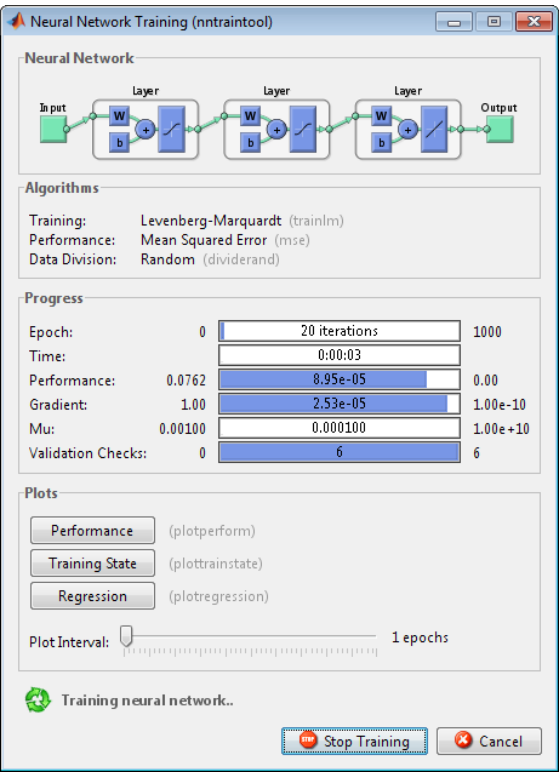 Neural Network Training (nntraintool)
Neural Network
Layer Layer Layer
Input Output
W W W
+ + +
b b b
Algorithms
Training: Levenberg-Marquardt (trainlm)
Performance: Mean Squared Error (mse)
Data Division: Random (dividerand)
Progress
Epoch: 0 20 iterations 1000
Time: 0:00:03
Performance: 0.0762 8.95e-05 0.00
Gradient: 1.00 2.53e-05 1.00e-10
Mu: 0.00100 0.000100 1.00e+10
Validation Checks: 0 6 6
Plots
Performance (plotperform)
Training State (plottrainstate)
Regression (plotregression)
Plot Interval: 1 epochs
Training neural network..
STOP Stop Training Cancel